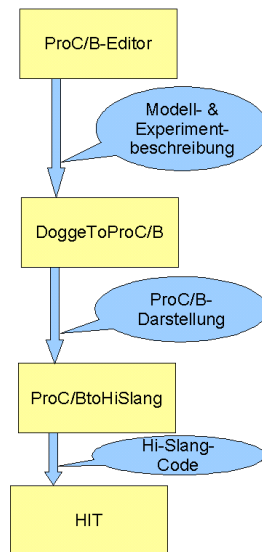 ProC/B-Editor
Modell- &
Experiment-
beschreibung
DoggeToProC/B
ProC/B-
Darstellung
ProC/BtoHiSlang
Hi-Slang-
Code
HIT